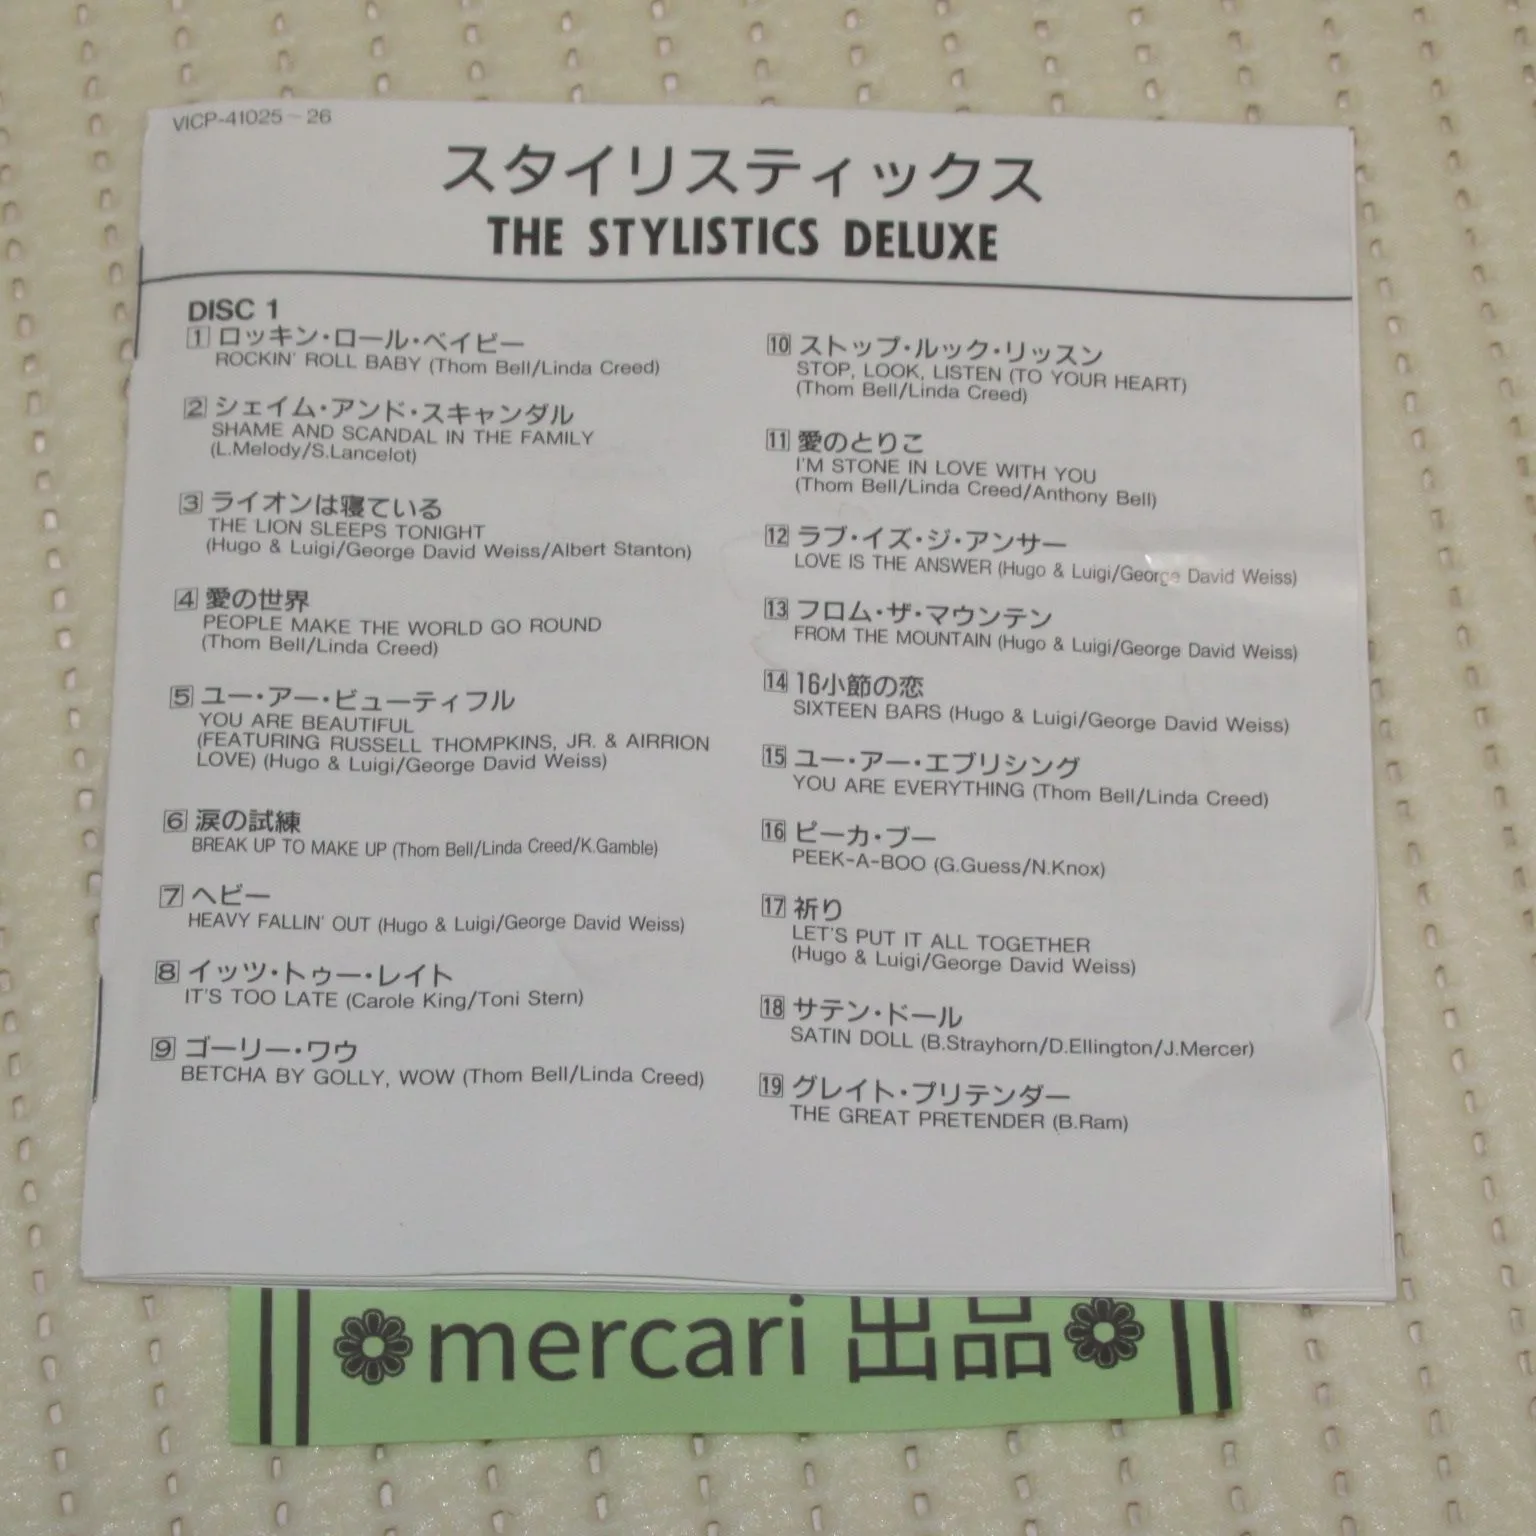 VICP-41025～26
スタイリスティックス
THE STYLISTICS DELUXE
DISC 1
1 ロッキン・ロール・ベイビー
ROCKIN' ROLL BABY (Thom Bell/Linda Creed)
2 シェイム・アンド・スキャンダル
SHAME AND SCANDAL IN THE FAMILY
(L.Melody/S.Lancelot)
3 ライオンは寝ている
THE LION SLEEPS TONIGHT
(Hugo & Luigi/George David Weiss/Albert Stanton)
4 愛の世界
PEOPLE MAKE THE WORLD GO ROUND
(Thom Bell/Linda Creed)
5 ユー・アー・ビューティフル
YOU ARE BEAUTIFUL
(FEATURING RUSSELL THOMPKINS, JR. & AIRRION
LOVE) (Hugo & Luigi/George David Weiss)
6 涙の試練
BREAK UP TO MAKE UP (Thom Bell/Linda Creed/K.Gamble)
7 ヘビー
HEAVY FALLIN' OUT (Hugo & Luigi/George David Weiss)
8 イッツ・トゥー・レイト
IT'S TOO LATE (Carole King/Toni Stern)
9 ゴーリー・ワウ
BETCHA BY GOLLY, WOW (Thom Bell/Linda Creed)
10 ストップ・ルック・リッスン
STOP, LOOK, LISTEN (TO YOUR HEART)
(Thom Bell/Linda Creed)
11 愛のとりこ
I'M STONE IN LOVE WITH YOU
(Thom Bell/Linda Creed/Anthony Bell)
12 ラブ・イズ・ジ・アンサー
LOVE IS THE ANSWER (Hugo & Luigi/George David Weiss)
13 フロム・ザ・マウンテン
FROM THE MOUNTAIN (Hugo & Luigi/George David Weiss)
14 16小節の恋
SIXTEEN BARS (Hugo & Luigi/George David Weiss)
15 ユー・アー・エブリシング
YOU ARE EVERYTHING (Thom Bell/Linda Creed)
16 ピーカ・ブー
PEEK-A-BOO (G.Guess/N.Knox)
17 祈り
LET'S PUT IT ALL TOGETHER
(Hugo & Luigi/George David Weiss)
18 サテン・ドール
SATIN DOLL (B.Strayhorn/D.Ellington/J.Mercer)
19 グレイト・プリテンダー
THE GREAT PRETENDER (B.Ram)
mercari 出品